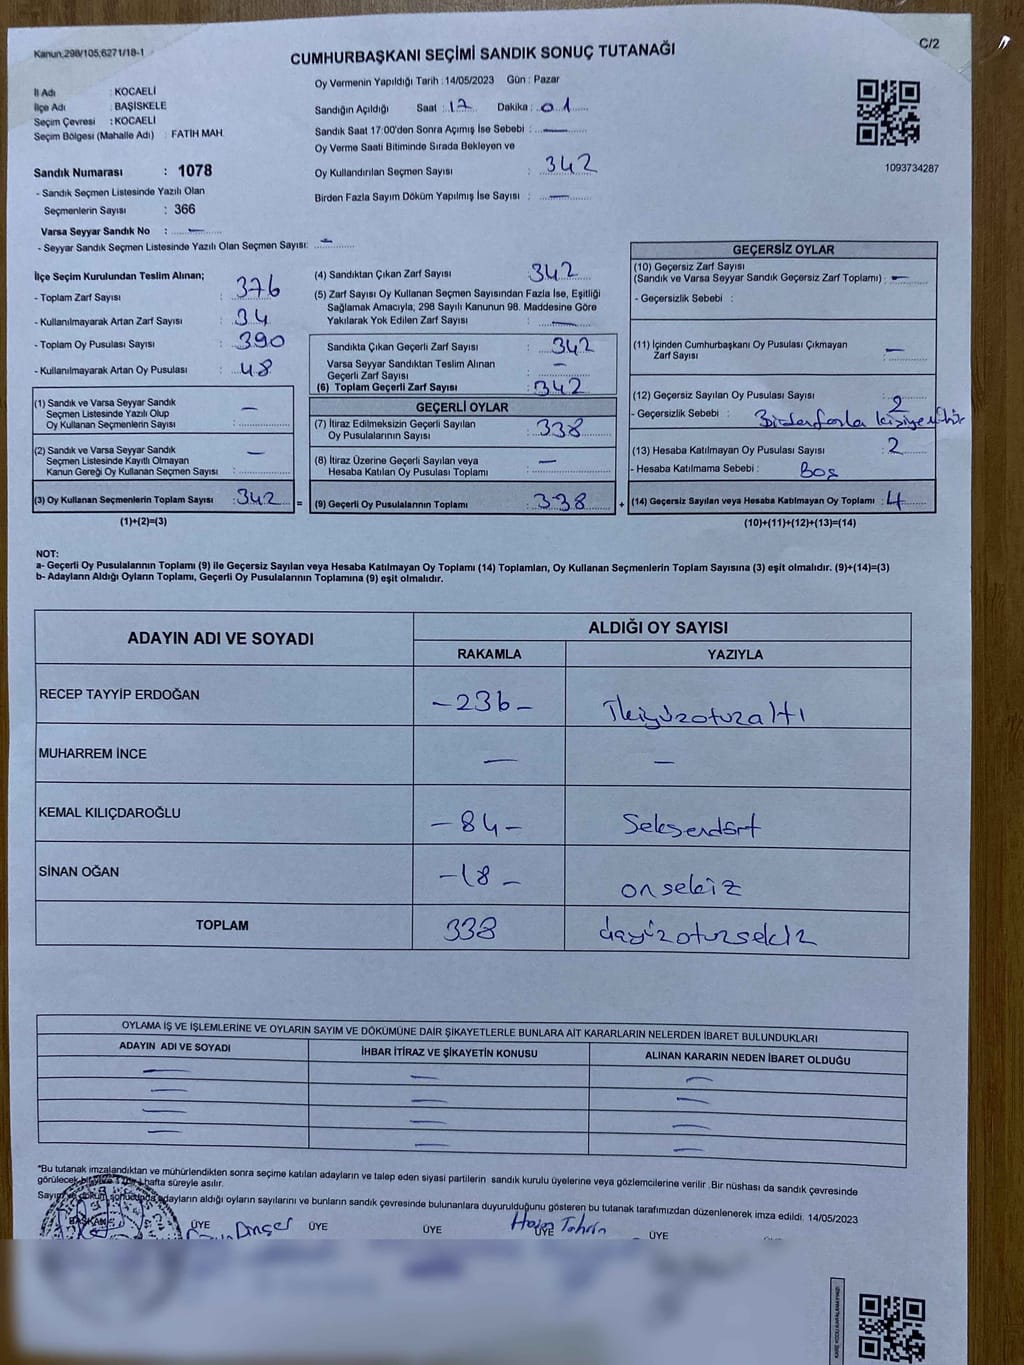 Kanun,298/105,6271/18-1
C/2
CUMHURBAŞKANI SEÇİMİ SANDIK SONUÇ TUTANAĞI
İl Adı : KOCAELİ
İlçe Adı : BAŞİSKELE
Seçim Çevresi : KOCAELİ
Seçim Bölgesi (Mahalle Adı) : FATİH MAH.
Sandık Numarası : 1078
- Sandık Seçmen Listesinde Yazılı Olan
Seçmenlerin Sayısı : 366
Varsa Seyyar Sandık No : —
- Seyyar Sandık Seçmen Listesinde Yazılı Olan Seçmen Sayısı: —
Oy Vermenin Yapıldığı Tarih : 14/05/2023 Gün : Pazar
Sandığın Açıldığı Saat : 17 Dakika : 01
Sandık Saat 17:00'den Sonra Açımış İse Sebebi : —
Oy Verme Saati Bitiminde Sırada Bekleyen ve
Oy Kullandırılan Seçmen Sayısı : 342
Birden Fazla Sayım Döküm Yapılmış İse Sayısı : —
1093734287
İlçe Seçim Kurulundan Teslim Alınan;
- Toplam Zarf Sayısı : 376
- Kullanılmayarak Artan Zarf Sayısı : 34
- Toplam Oy Pusulası Sayısı : 390
- Kullanılmayarak Artan Oy Pusulası : 48
(1) Sandık ve Varsa Seyyar Sandık
Seçmen Listesinde Yazılı Olup
Oy Kullanan Seçmenlerin Sayısı : —
(2) Sandık ve Varsa Seyyar Sandık
Seçmen Listesinde Kayıtlı Olmayan
Kanun Gereği Oy Kullanan Seçmen Sayısı : —
(3) Oy Kullanan Seçmenlerin Toplam Sayısı : 342 =
(1)+(2)=(3)
(4) Sandıktan Çıkan Zarf Sayısı : 342
(5) Zarf Sayısı Oy Kullanan Seçmen Sayısından Fazla İse, Eşitliği
Sağlamak Amacıyla, 298 Sayılı Kanunun 98. Maddesine Göre
Yakılarak Yok Edilen Zarf Sayısı : —
Sandıkta Çıkan Geçerli Zarf Sayısı : 342
Varsa Seyyar Sandıktan Teslim Alınan
Geçerli Zarf Sayısı : —
(6) Toplam Geçerli Zarf Sayısı : 342
GEÇERLİ OYLAR
(7) İtiraz Edilmeksizin Geçerli Sayılan
Oy Pusulalarının Sayısı : 338
(8) İtiraz Üzerine Geçerli Sayılan veya
Hesaba Katılan Oy Pusulası Toplamı : —
(9) Geçerli Oy Pusulalarının Toplamı : 338 +
GEÇERSİZ OYLAR
(10) Geçersiz Zarf Sayısı
(Sandık ve Varsa Seyyar Sandık Geçersiz Zarf Toplamı) : —
- Geçersizlik Sebebi :
(11) İçinden Cumhurbaşkanı Oy Pusulası Çıkmayan
Zarf Sayısı : —
(12) Geçersiz Sayılan Oy Pusulası Sayısı : 2
- Geçersizlik Sebebi : Birden fazla kişiye
(13) Hesaba Katılmayan Oy Pusulası Sayısı : 2
- Hesaba Katılmama Sebebi : Boş
(14) Geçersiz Sayılan veya Hesaba Katılmayan Oy Toplamı : 4
(10)+(11)+(12)+(13)=(14)
NOT:
a- Geçerli Oy Pusulalarının Toplamı (9) ile Geçersiz Sayılan veya Hesaba Katılmayan Oy Toplamı (14) Toplamları, Oy Kullanan Seçmenlerin Toplam Sayısına (3) eşit olmalıdır. (9)+(14)=(3)
b- Adayların Aldığı Oyların Toplamı, Geçerli Oy Pusulalarının Toplamına (9) eşit olmalıdır.
ADAYIN ADI VE SOYADI ALDIĞI OY SAYISI
RAKAMLA YAZIYLA
RECEP TAYYİP ERDOĞAN -236- İkiyüzotuzaltı
MUHARREM İNCE — —
KEMAL KILIÇDAROĞLU -84- Seksendört
SİNAN OĞAN -18- onsekiz
TOPLAM 338 üçyüzotuzsekiz
OYLAMA İŞ VE İŞLEMLERİNE VE OYLARIN SAYIM VE DÖKÜMÜNE DAİR ŞİKAYETLERLE BUNLARA AİT KARARLARIN NELERDEN İBARET BULUNDUKLARI
ADAYIN ADI VE SOYADI İHBAR İTİRAZ VE ŞİKAYETİN KONUSU ALINAN KARARIN NEDEN İBARET OLDUĞU
— — —
— — —
— — —
— — —
*Bu tutanak imzalandıktan ve mühürlendikten sonra seçime katılan adayların ve talep eden siyasi partilerin sandık kurulu üyelerine veya gözlemcilerine verilir .Bir nüshası da sandık çevresinde
görülecek bir yere 1 (bir) hafta süreyle asılır.
Sayım ve döküm sonucunda adayların aldığı oyların sayılarını ve bunların sandık çevresinde bulunanlara duyurulduğunu gösteren bu tutanak tarafımızdan düzenlenerek imza edildi. 14/05/2023
BAŞKAN ÜYE Dinçel ÜYE ÜYE ÜYE ÜYE